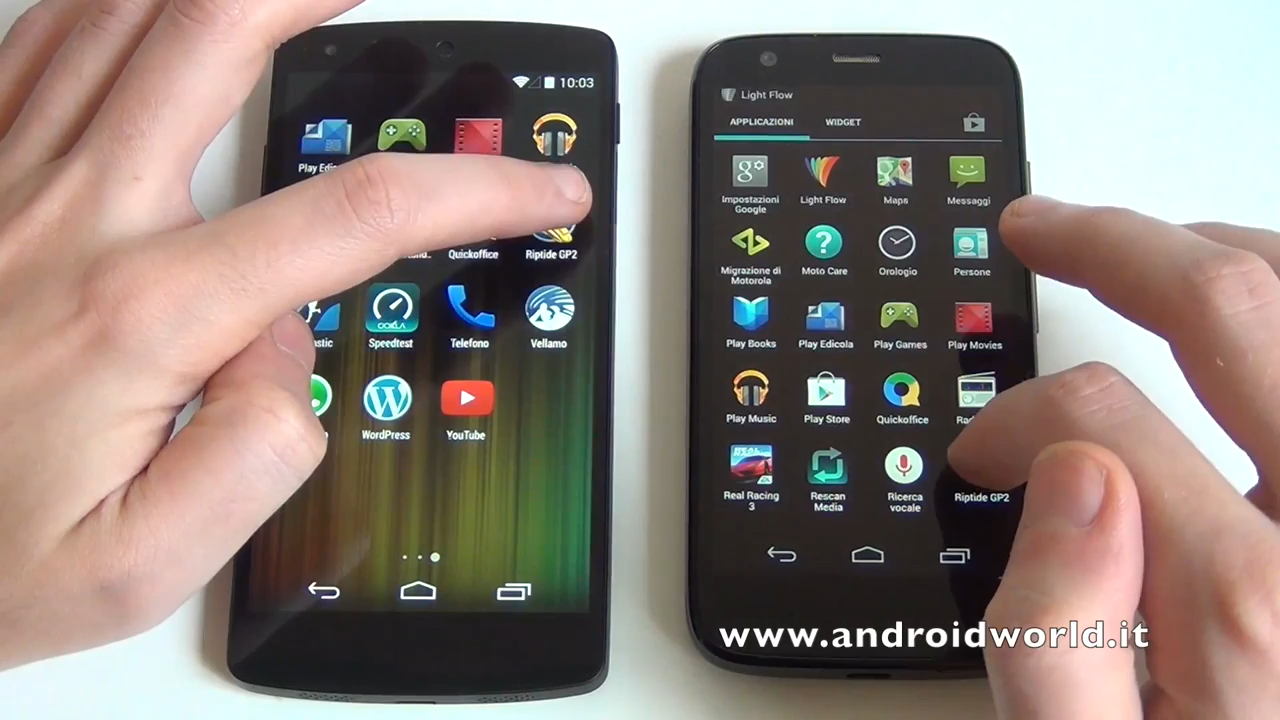 10:03
Play Edic
Quickoffice
Riptide GP2
Speedtest
Telefono
Vellamo
WordPress
YouTube
Light Flow
APPLICAZIONI
WIDGET
Impostazioni
Google
Light Flow
Maps
Messaggi
Migrazione di
Motorola
Moto Care
Orologio
Persone
Play Books
Play Edicola
Play Games
Play Movies
Play Music
Play Store
Quickoffice
Real Racing
3
Rescan
Media
Ricerca
vocale
Riptide GP2
www.androidworld.it